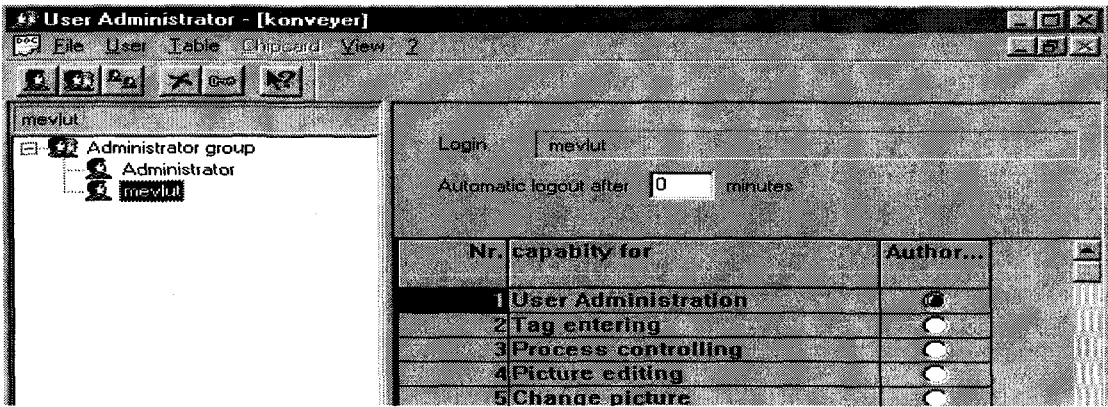 User Administrator - [konveyer]
File User Table Chipcard View ?
mevlut
Administrator group
Administrator
mevlut
Login mevlut
Automatic logout after 0 minutes
Nr. capablty for Author...
1 User Administration
2 Tag entering
3 Process controlling
4 Picture editing
5 Change picture